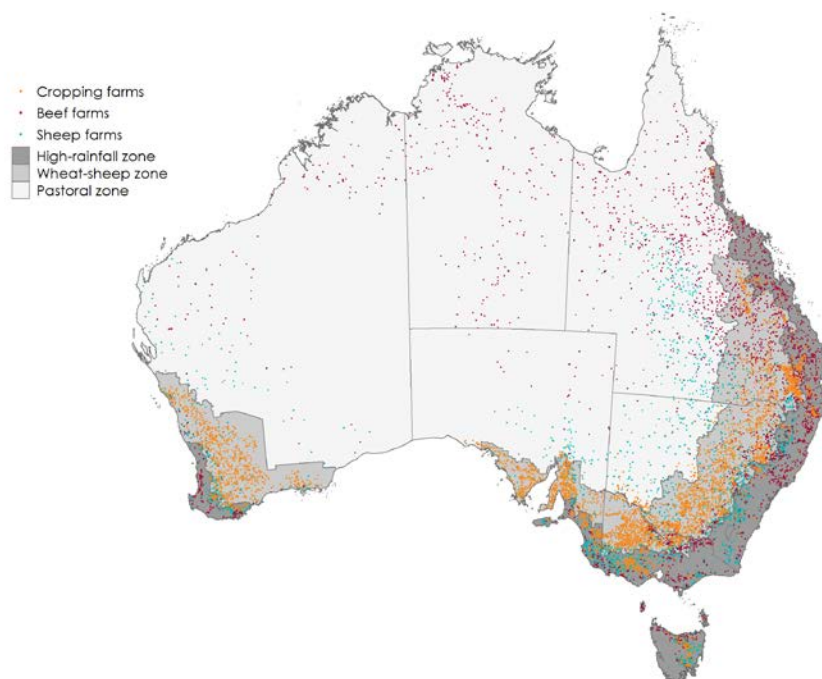 Cropping farms
Beef farms
Sheep farms
High-rainfall zone
Wheat-sheep zone
Pastoral zone